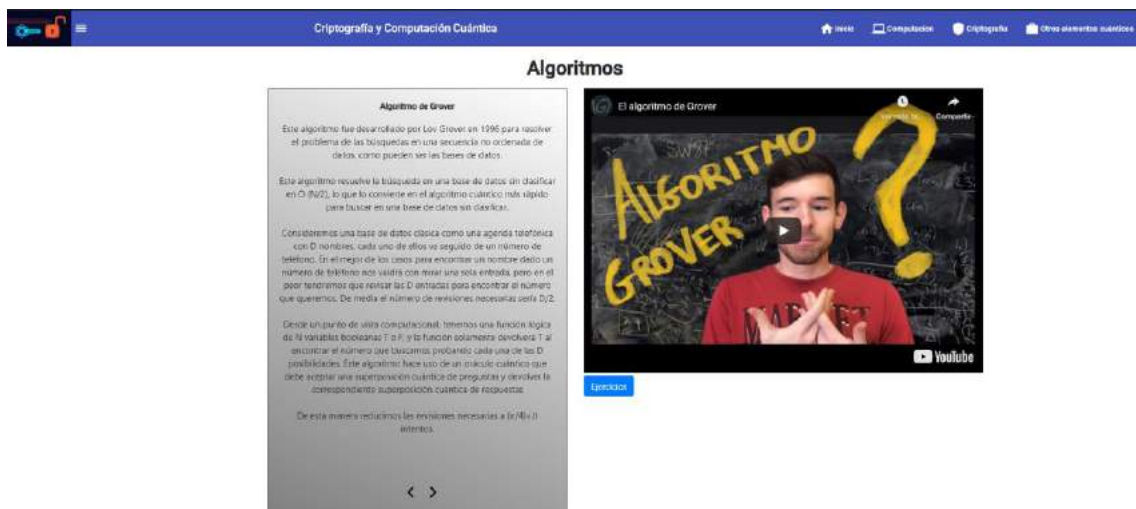 Criptografía y Computación Cuántica
Inicio
Computacion
Criptografia
Otros elementos cuánticos
Algoritmos
Algoritmo de Grover
Este algoritmo fue desarrollado por Lov Grover en 1996 para resolver
el problema de las búsquedas en una secuencia no ordenada de
datos, como pueden ser las bases de datos.
Este algoritmo resuelve la búsqueda en una base de datos sin clasificar
en O (N/2), lo que lo convierte en el algoritmo cuántico más rápido
para buscar en una base de datos sin clasificar.
Consideremos una base de datos clásica como una agenda telefónica
con D nombres, cada uno de ellos va seguido de un número de
teléfono. En el mejor de los casos para encontrar un nombre dado un
número de teléfono nos valdrá con mirar una sola entrada, pero en el
peor tendremos que revisar las D entradas para encontrar el número
que queremos. De media el número de revisiones necesarias sería D/2.
Desde un punto de vista computacional, tenemos una función lógica
de N variables booleanas T o F, y la función solamente devolverá T al
encontrar el número que buscamos probando cada una de las D
posibilidades. Este algoritmo hace uso de un oráculo cuántico que
debe aceptar una superposición cuántica de preguntas y devolver la
correspondiente superposición cuántica de respuestas.
De esta manera reducimos las revisiones necesarias a
intentos.
El algoritmo de Grover
Compartir
ALGORITMO
GROVER
?
YouTube
Ejercicios